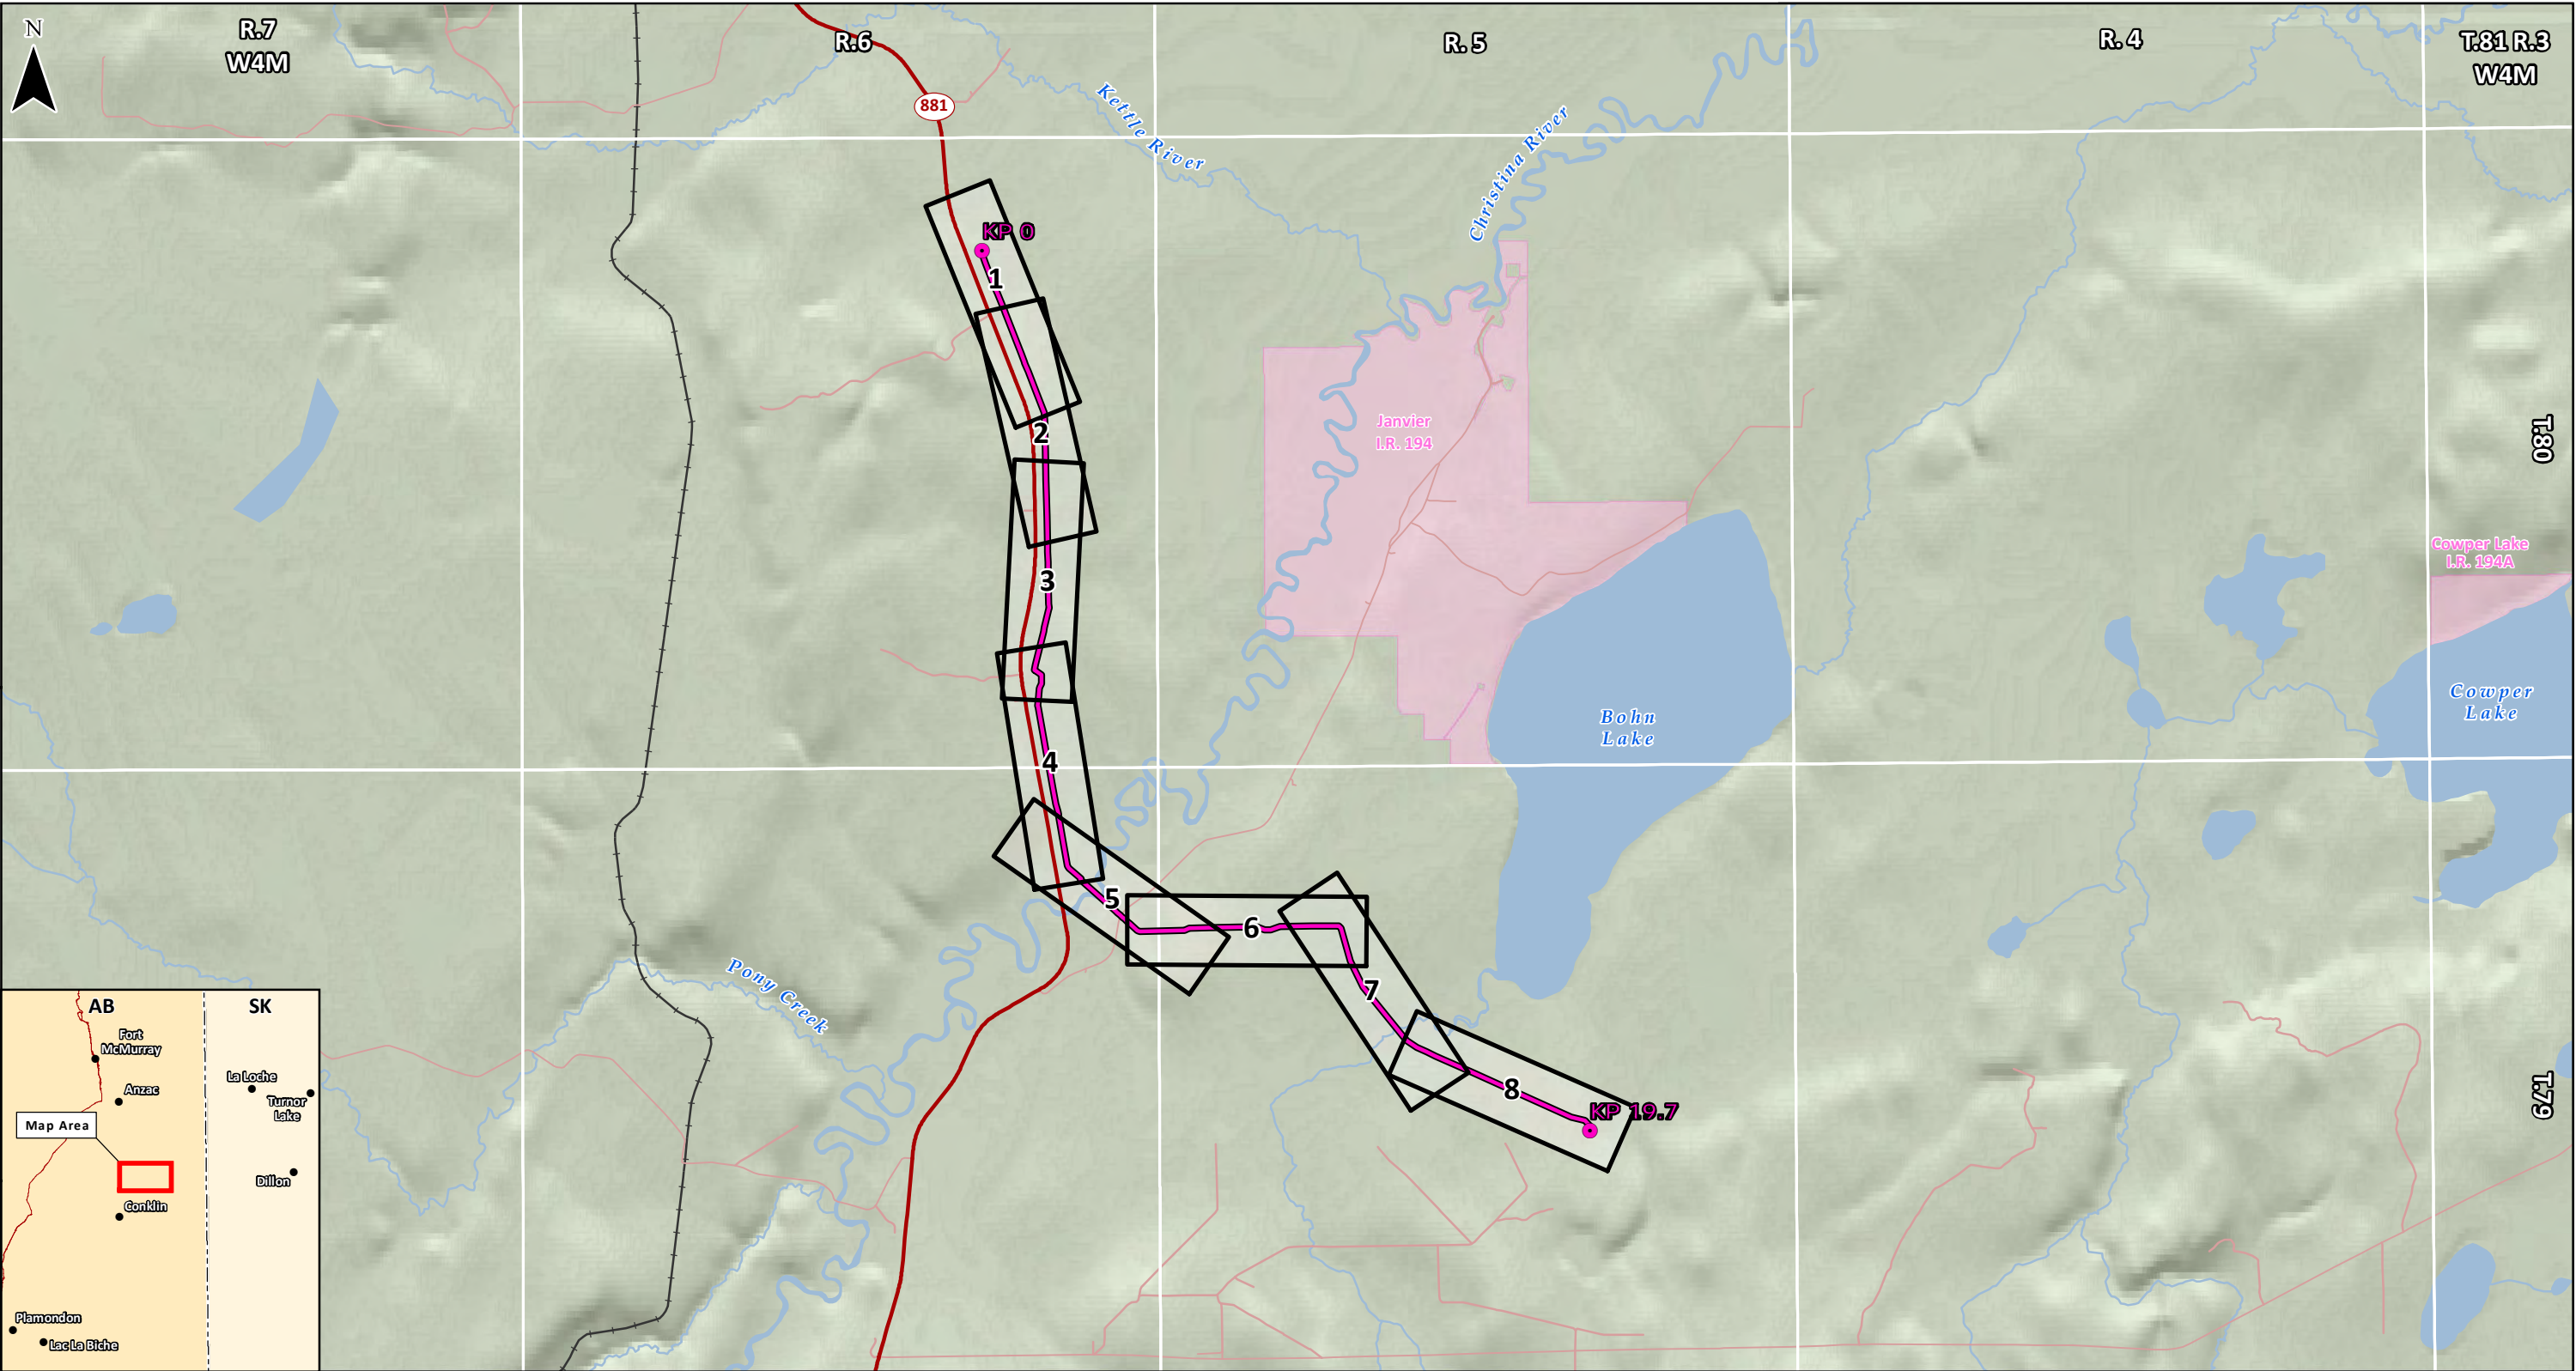 N
R.7
W4M
R.6
R. 5
R. 4
T.81 R.3
W4M
881
Kettle River
Christina River
KP 0
1
2
3
4
5
6
7
8
KP 19.7
Janvier
I.R. 194
T.80
Cowper Lake
I.R. 194A
Cowper
Lake
Bohn
Lake
Pony Creek
T.79
AB
SK
Fort
McMurray
Anzac
La Loche
Turnor
Lake
Map Area
Dillon
Conklin
Plamondon
Lac La Biche